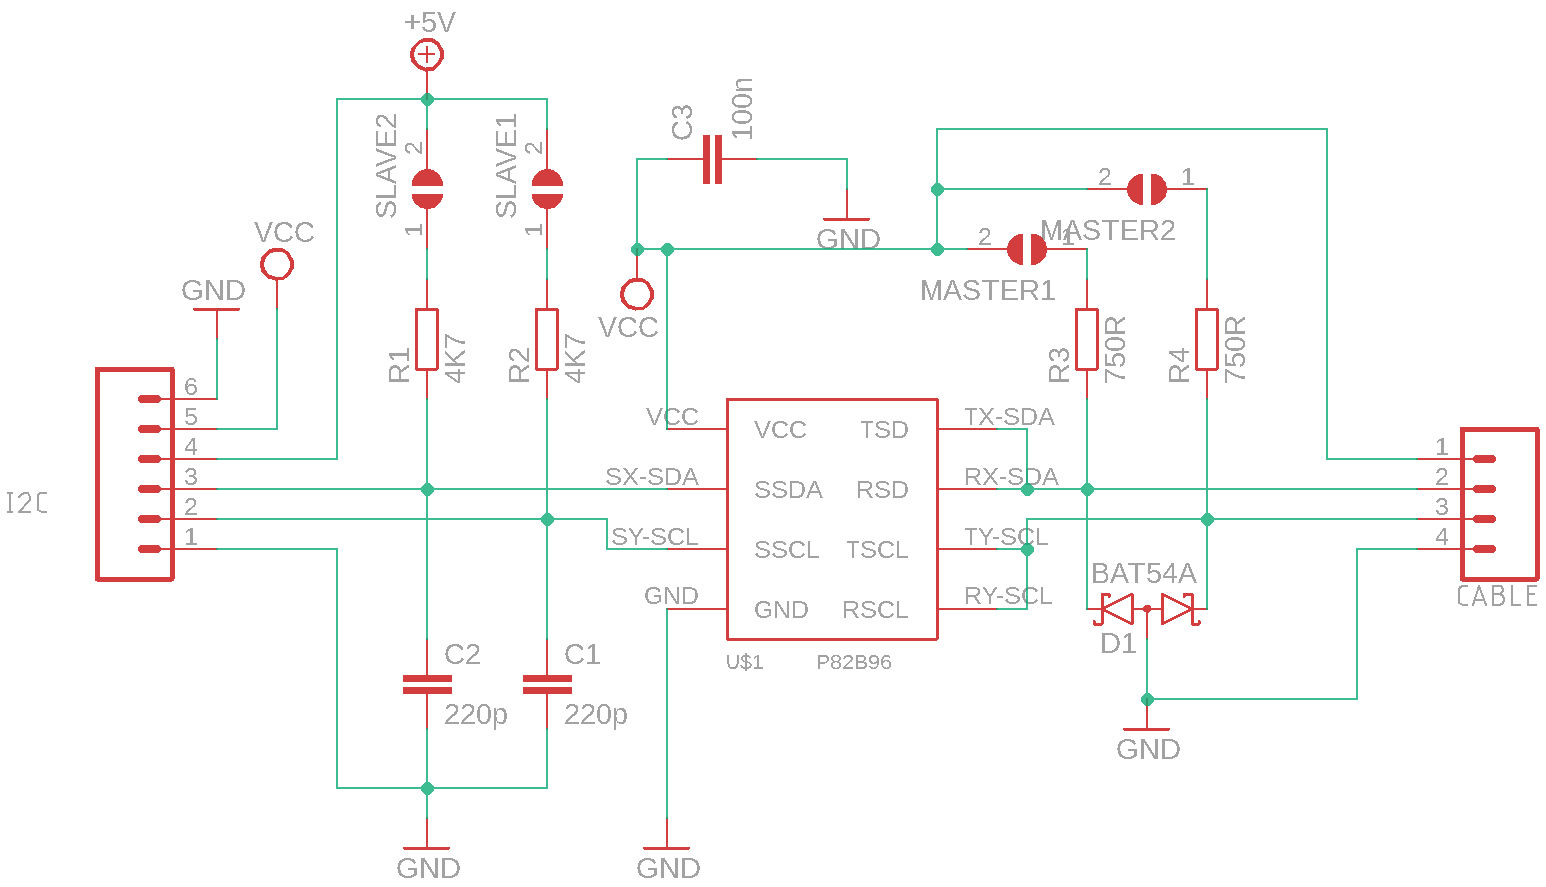 +5V
SLAVE2
2
1
SLAVE1
2
1
C3
100n
GND
VCC
2
1
MASTER2
2
1
MASTER1
VCC
GND
R1
4K7
R2
4K7
R3
750R
R4
750R
I2C
6
5
4
3
2
1
VCC
SX-SDA
SY-SCL
GND
VCC
SSDA
SSCL
GND
TSD
RSD
TSCL
RSCL
TX-SDA
RX-SDA
TY-SCL
RY-SCL
U$1
P82B96
1
2
3
4
CABLE
BAT54A
D1
GND
C2
220p
C1
220p
GND
GND